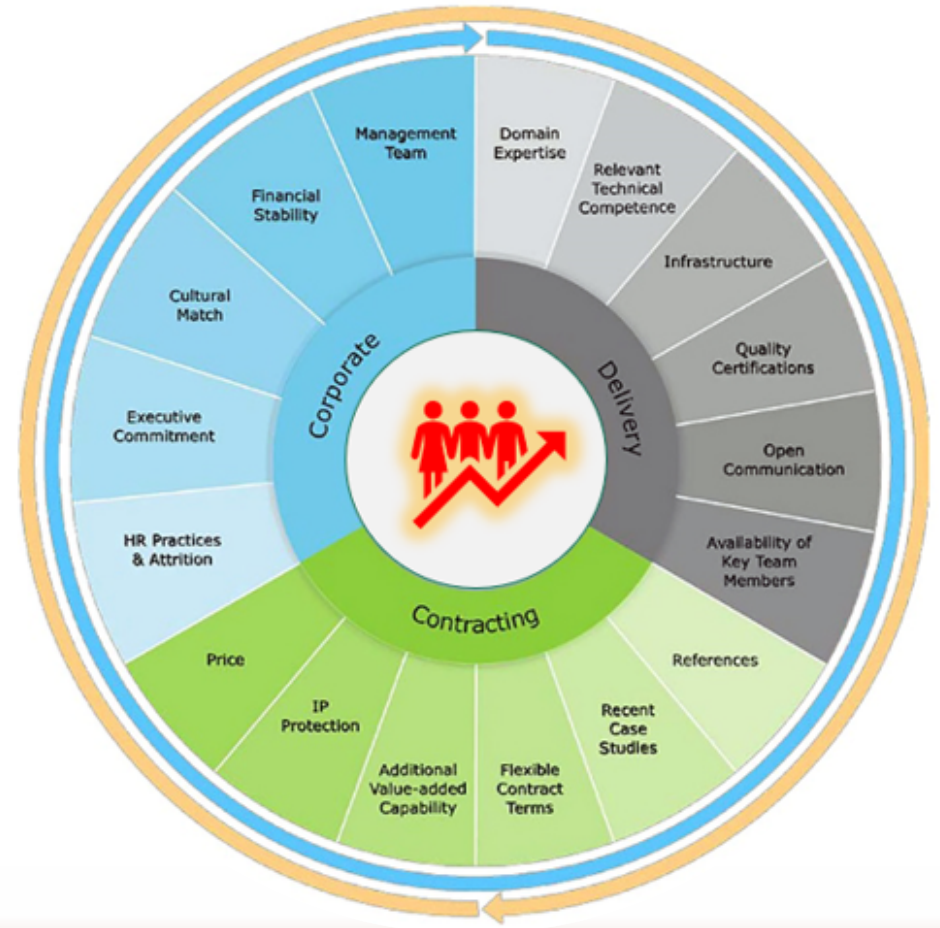 Management
Team
Domain
Expertise
Relevant
Technical
Competence
Financial
Stability
Infrastructure
Cultural
Match
Quality
Certifications
Corporate
Delivery
Executive
Commitment
Open
Communication
HR Practices
& Attrition
Availability of
Key Team
Members
Contracting
Price
References
IP
Protection
Recent
Case
Studies
Additional
Value-added
Capability
Flexible
Contract
Terms